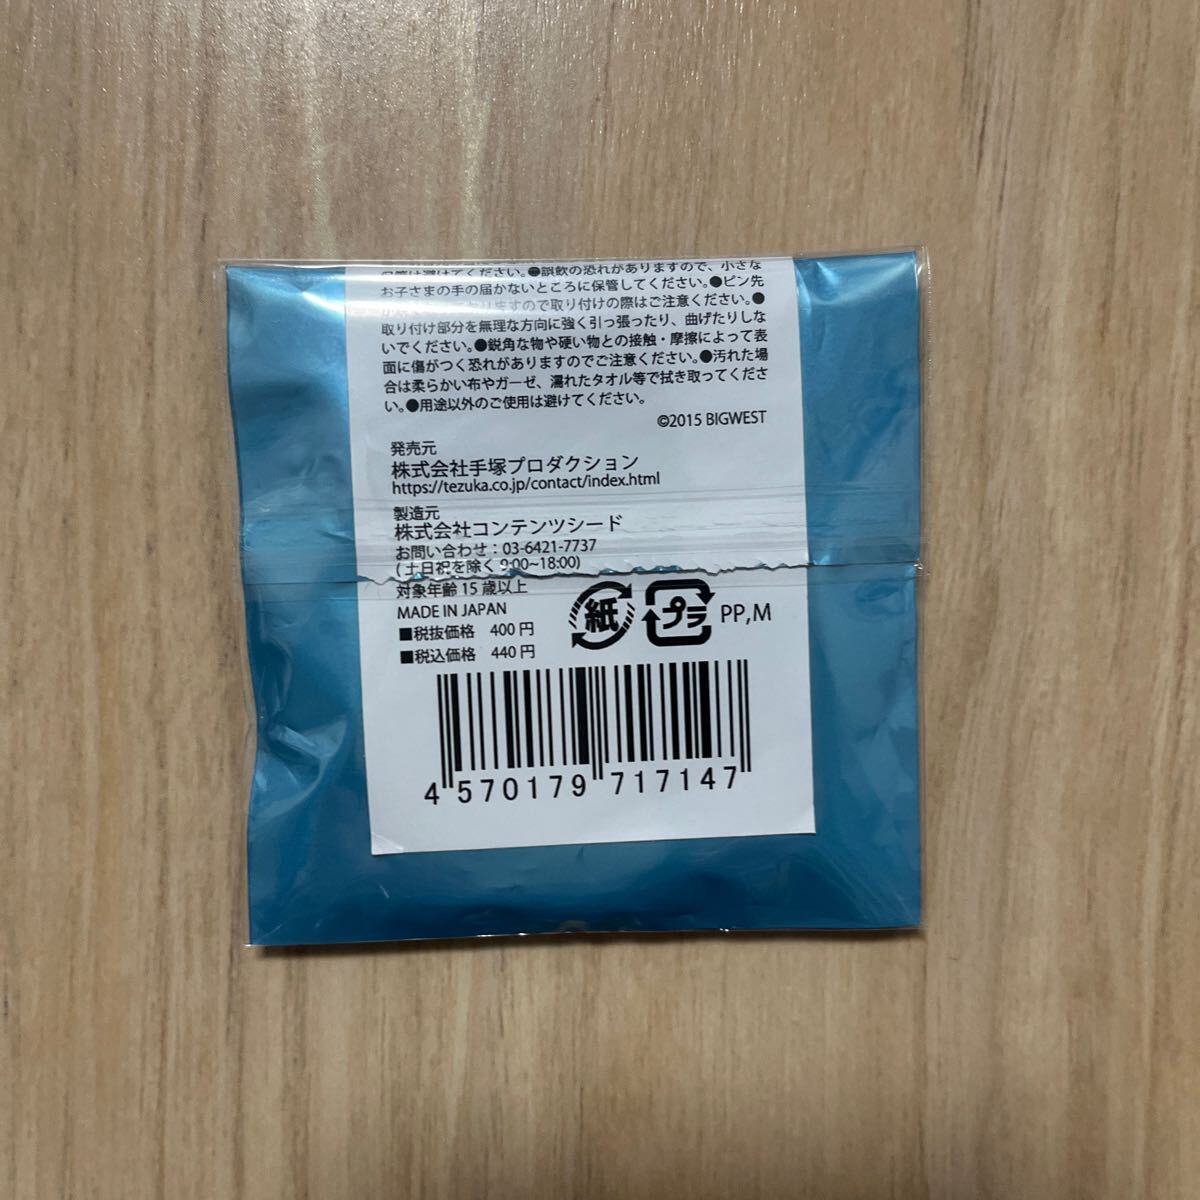 保管は避けてください。●誤飲の恐れがありますので、小さな
お子さまの手の届かないところに保管してください。●ピン先
ますので取り付けの際はご注意ください。●
取り付け部分を無理な方向に強く引っ張ったり、曲げたりしな
いでください。●鋭角な物や硬い物との接触・摩擦によって表
面に傷がつく恐れがありますのでご注意ください。●汚れた場
合は柔らかい布やガーゼ、濡れたタオル等で拭き取ってくださ
い。●用途以外のご使用は避けてください。
©2015 BIGWEST
発売元
株式会社手塚プロダクション
https://tezuka.co.jp/contact/index.html
製造元
株式会社コンテンツシード
お問い合わせ：03-6421-7737
(土日祝を除く 9:00~18:00)
対象年齢 15 歳以上
MADE IN JAPAN
■税抜価格 400 円
■税込価格 440 円
紙 プラ PP,M
4 570179 717147